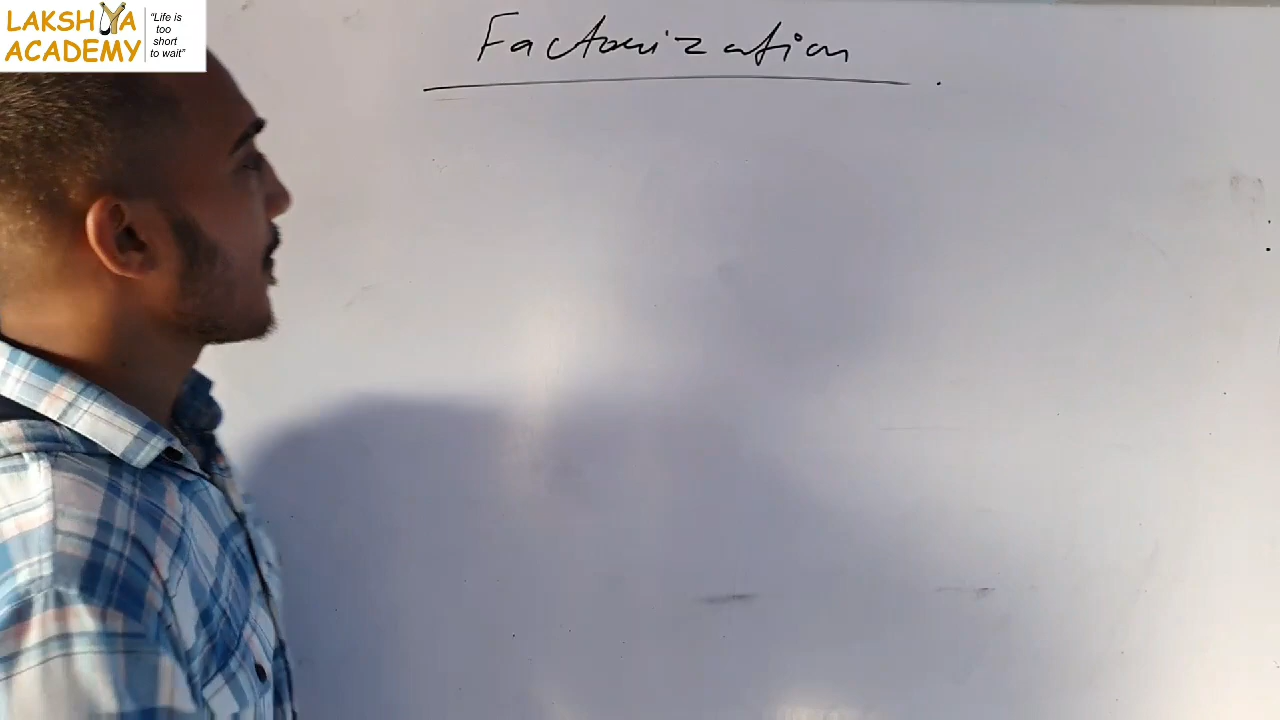 LAKSHYA
ACADEMY
"Life is
too
short
to wait"
Factorization